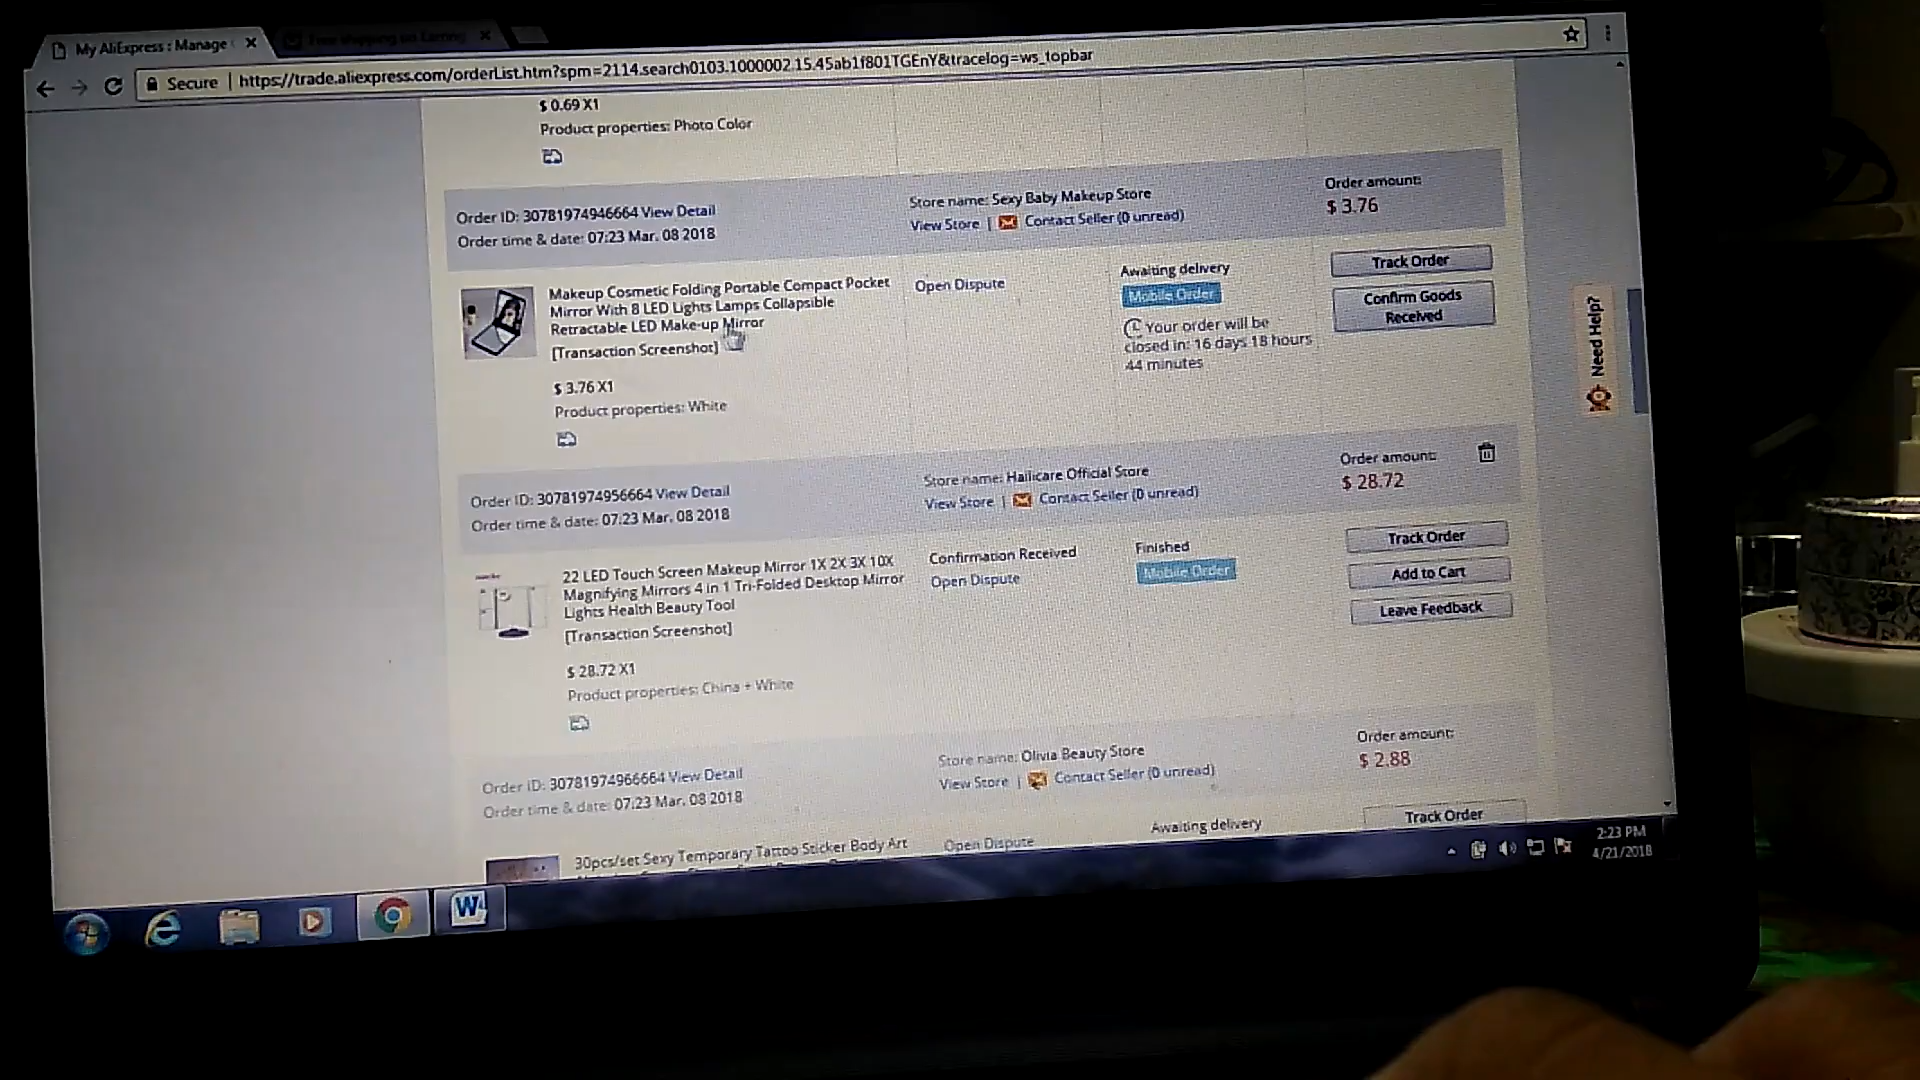 My AliExpress : Manage
Secure | https://trade.aliexpress.com/orderList.htm?spm=2114.search0103.1000002.15.45ab1f801TGEnY&tracelog=ws_topbar
$ 0.69 X1
Product properties: Photo Color
Order ID: 30781974946664 View Detail
Order time & date: 07:23 Mar. 08 2018
Store name: Sexy Baby Makeup Store
View Store | Contact Seller (0 unread)
Order amount:
$ 3.76
Makeup Cosmetic Folding Portable Compact Pocket
Mirror With 8 LED Lights Lamps Collapsible
Retractable LED Make-up Mirror
[Transaction Screenshot]
$ 3.76 X1
Product properties: White
Open Dispute
Awaiting delivery
Mobile Order
Your order will be
closed in: 16 days 18 hours
44 minutes
Track Order
Confirm Goods
Received
Need Help?
Order ID: 30781974956664 View Detail
Order time & date: 07:23 Mar. 08 2018
Store name: Hailicare Official Store
View Store | Contact Seller (0 unread)
Order amount:
$ 28.72
22 LED Touch Screen Makeup Mirror 1X 2X 3X 10X
Magnifying Mirrors 4 in 1 Tri-Folded Desktop Mirror
Lights Health Beauty Tool
[Transaction Screenshot]
$ 28.72 X1
Product properties: China + White
Confirmation Received
Open Dispute
Finished
Mobile Order
Track Order
Add to Cart
Leave Feedback
Order ID: 30781974966664 View Detail
Order time & date: 07:23 Mar. 08 2018
Store name: Olivia Beauty Store
View Store | Contact Seller (0 unread)
Order amount:
$ 2.88
30pcs/set Sexy Temporary Tattoo Sticker Body Art
Open Dispute
Awaiting delivery
Track Order
2:23 PM
4/21/2018